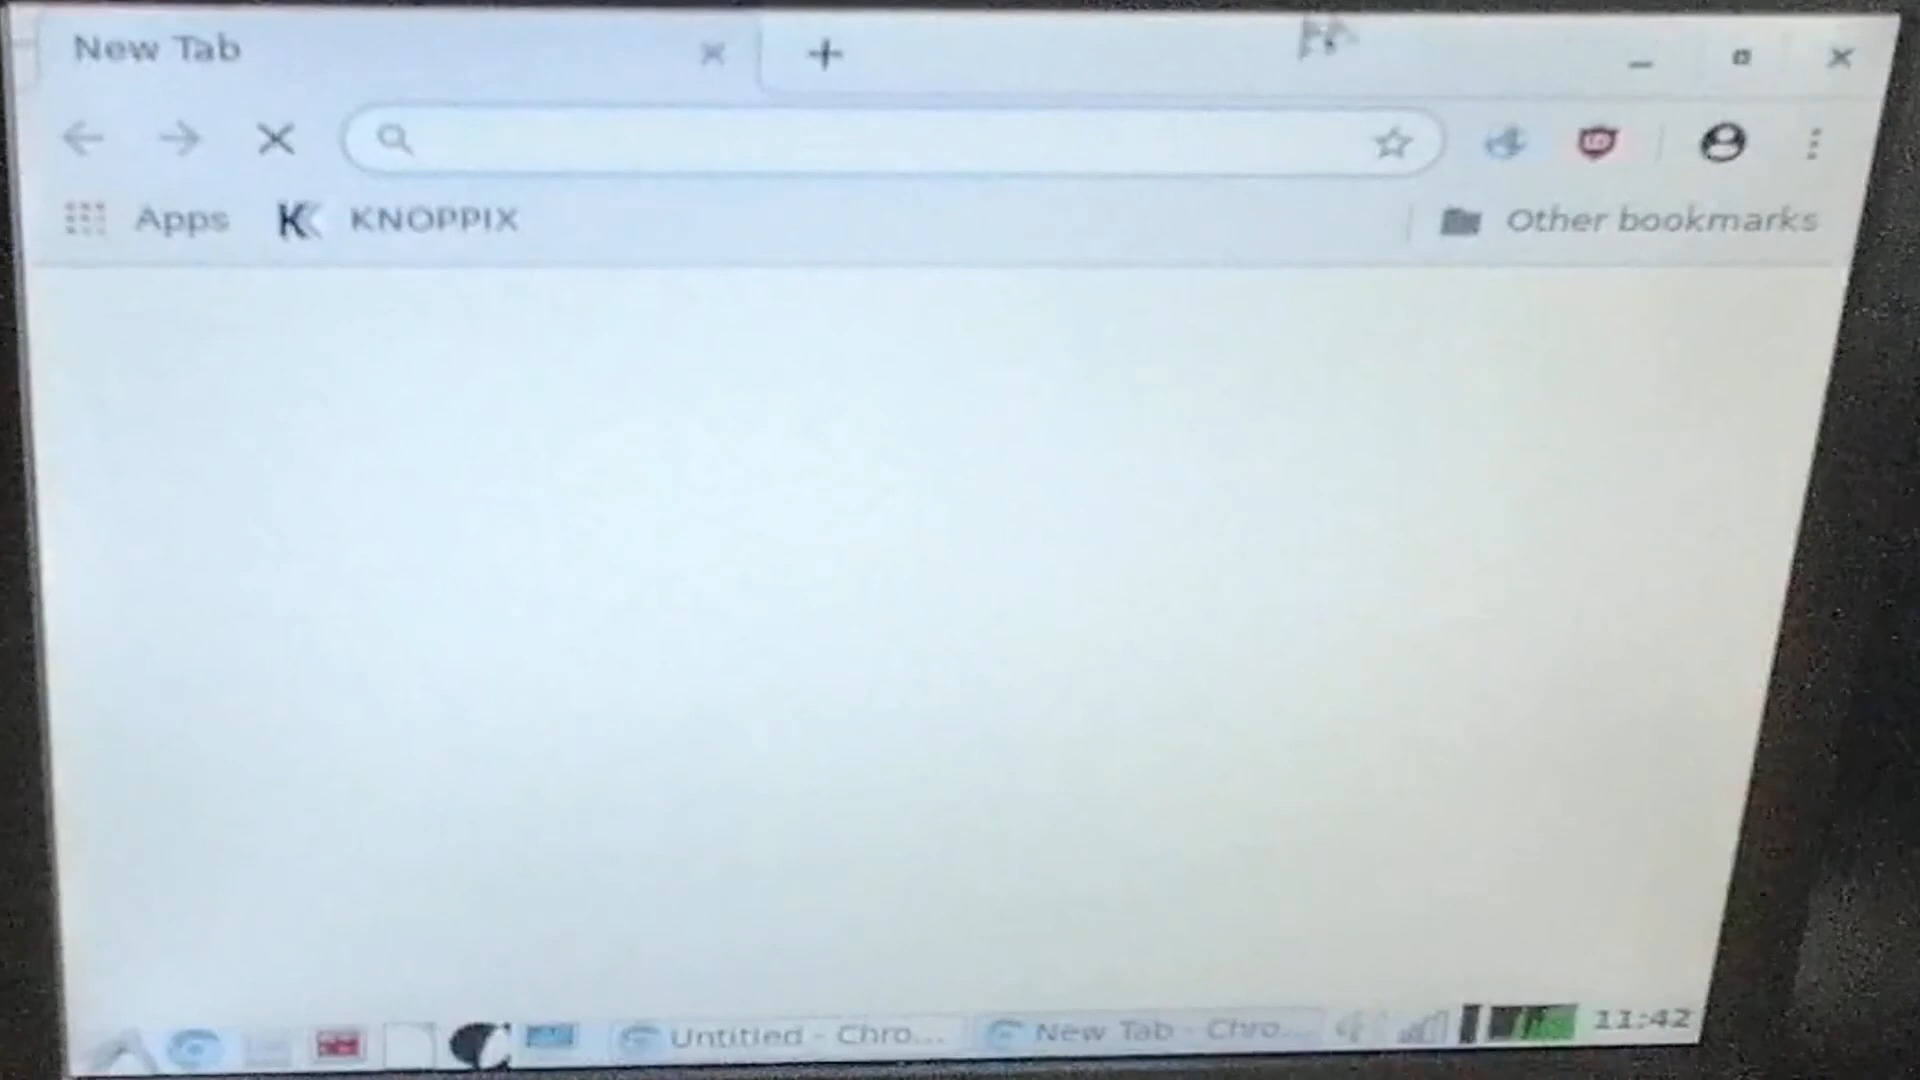 New Tab
Apps KNOPPIX Other bookmarks
Untitled - Chro... New Tab - Chro... 11:42